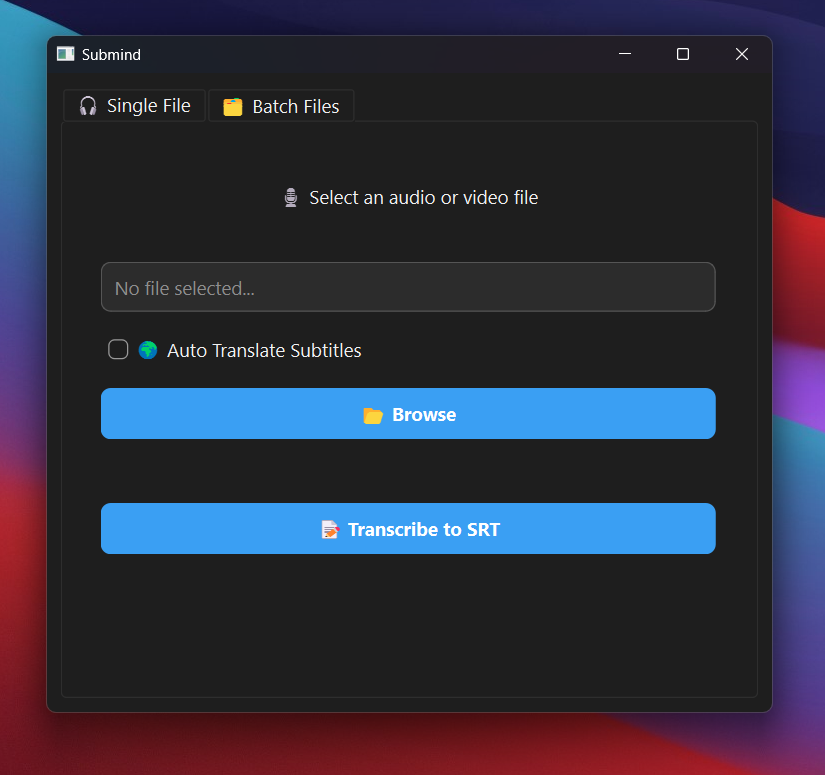 Submind
Single File
Batch Files
Select an audio or video file
No file selected...
Auto Translate Subtitles
Browse
Transcribe to SRT